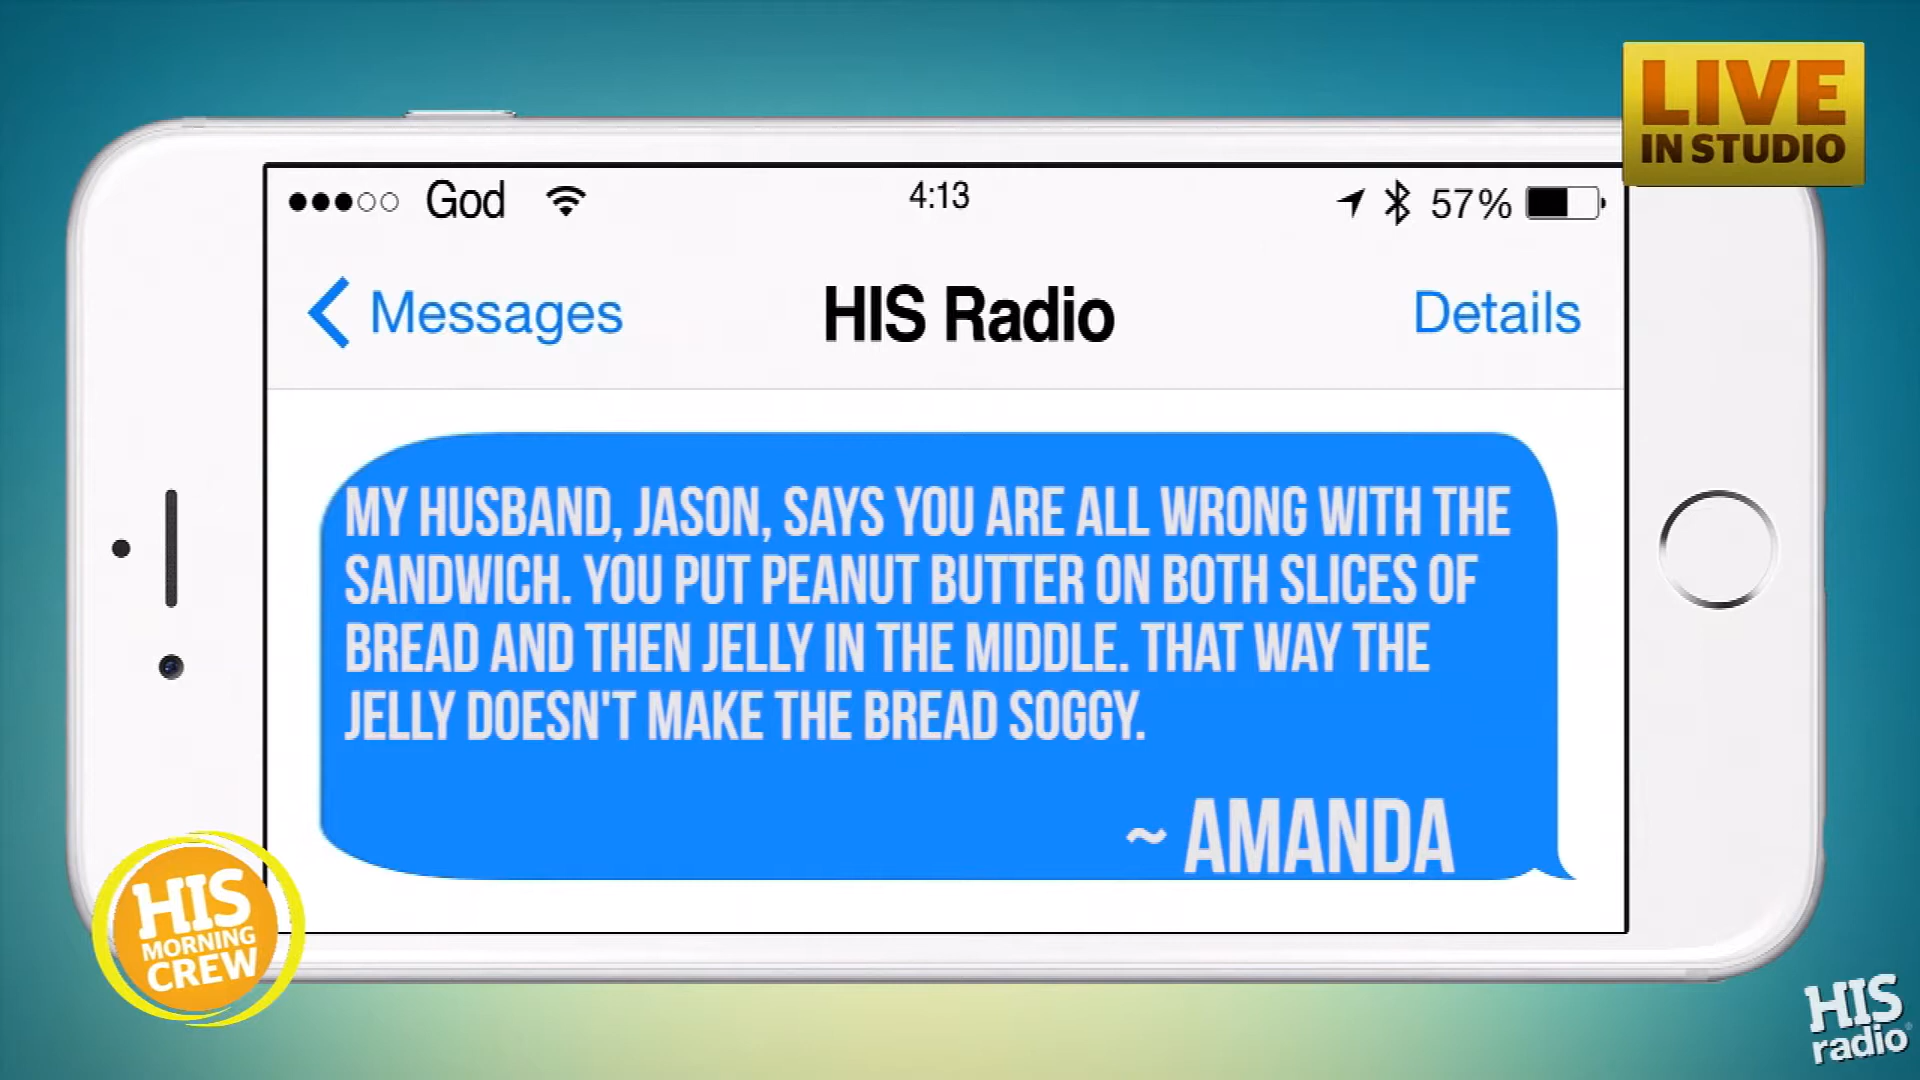 LIVE
IN STUDIO
God 4:13 57%
Messages HIS Radio Details
MY HUSBAND, JASON, SAYS YOU ARE ALL WRONG WITH THE
SANDWICH. YOU PUT PEANUT BUTTER ON BOTH SLICES OF
BREAD AND THEN JELLY IN THE MIDDLE. THAT WAY THE
JELLY DOESN'T MAKE THE BREAD SOGGY.
~ AMANDA
HIS
MORNING
CREW
HIS
radio